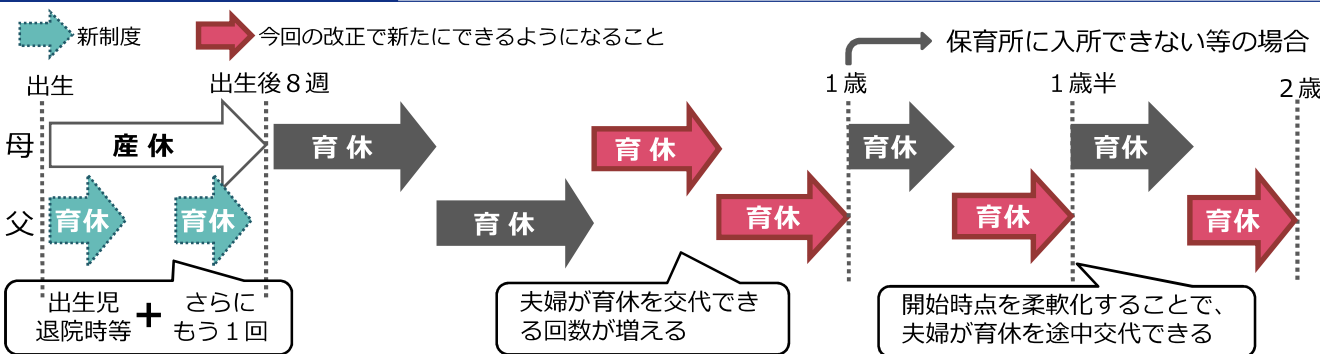 新制度
今回の改正で新たにできるようになること
保育所に入所できない等の場合
出生
出生後8週
1歳
1歳半
2歳
母
産休
育休
育休
育休
育休
父
育休
育休
育休
育休
育休
育休
出生児
退院時等
+
さらに
もう1回
夫婦が育休を交代でき
る回数が増える
開始時点を柔軟化することで、
夫婦が育休を途中交代できる